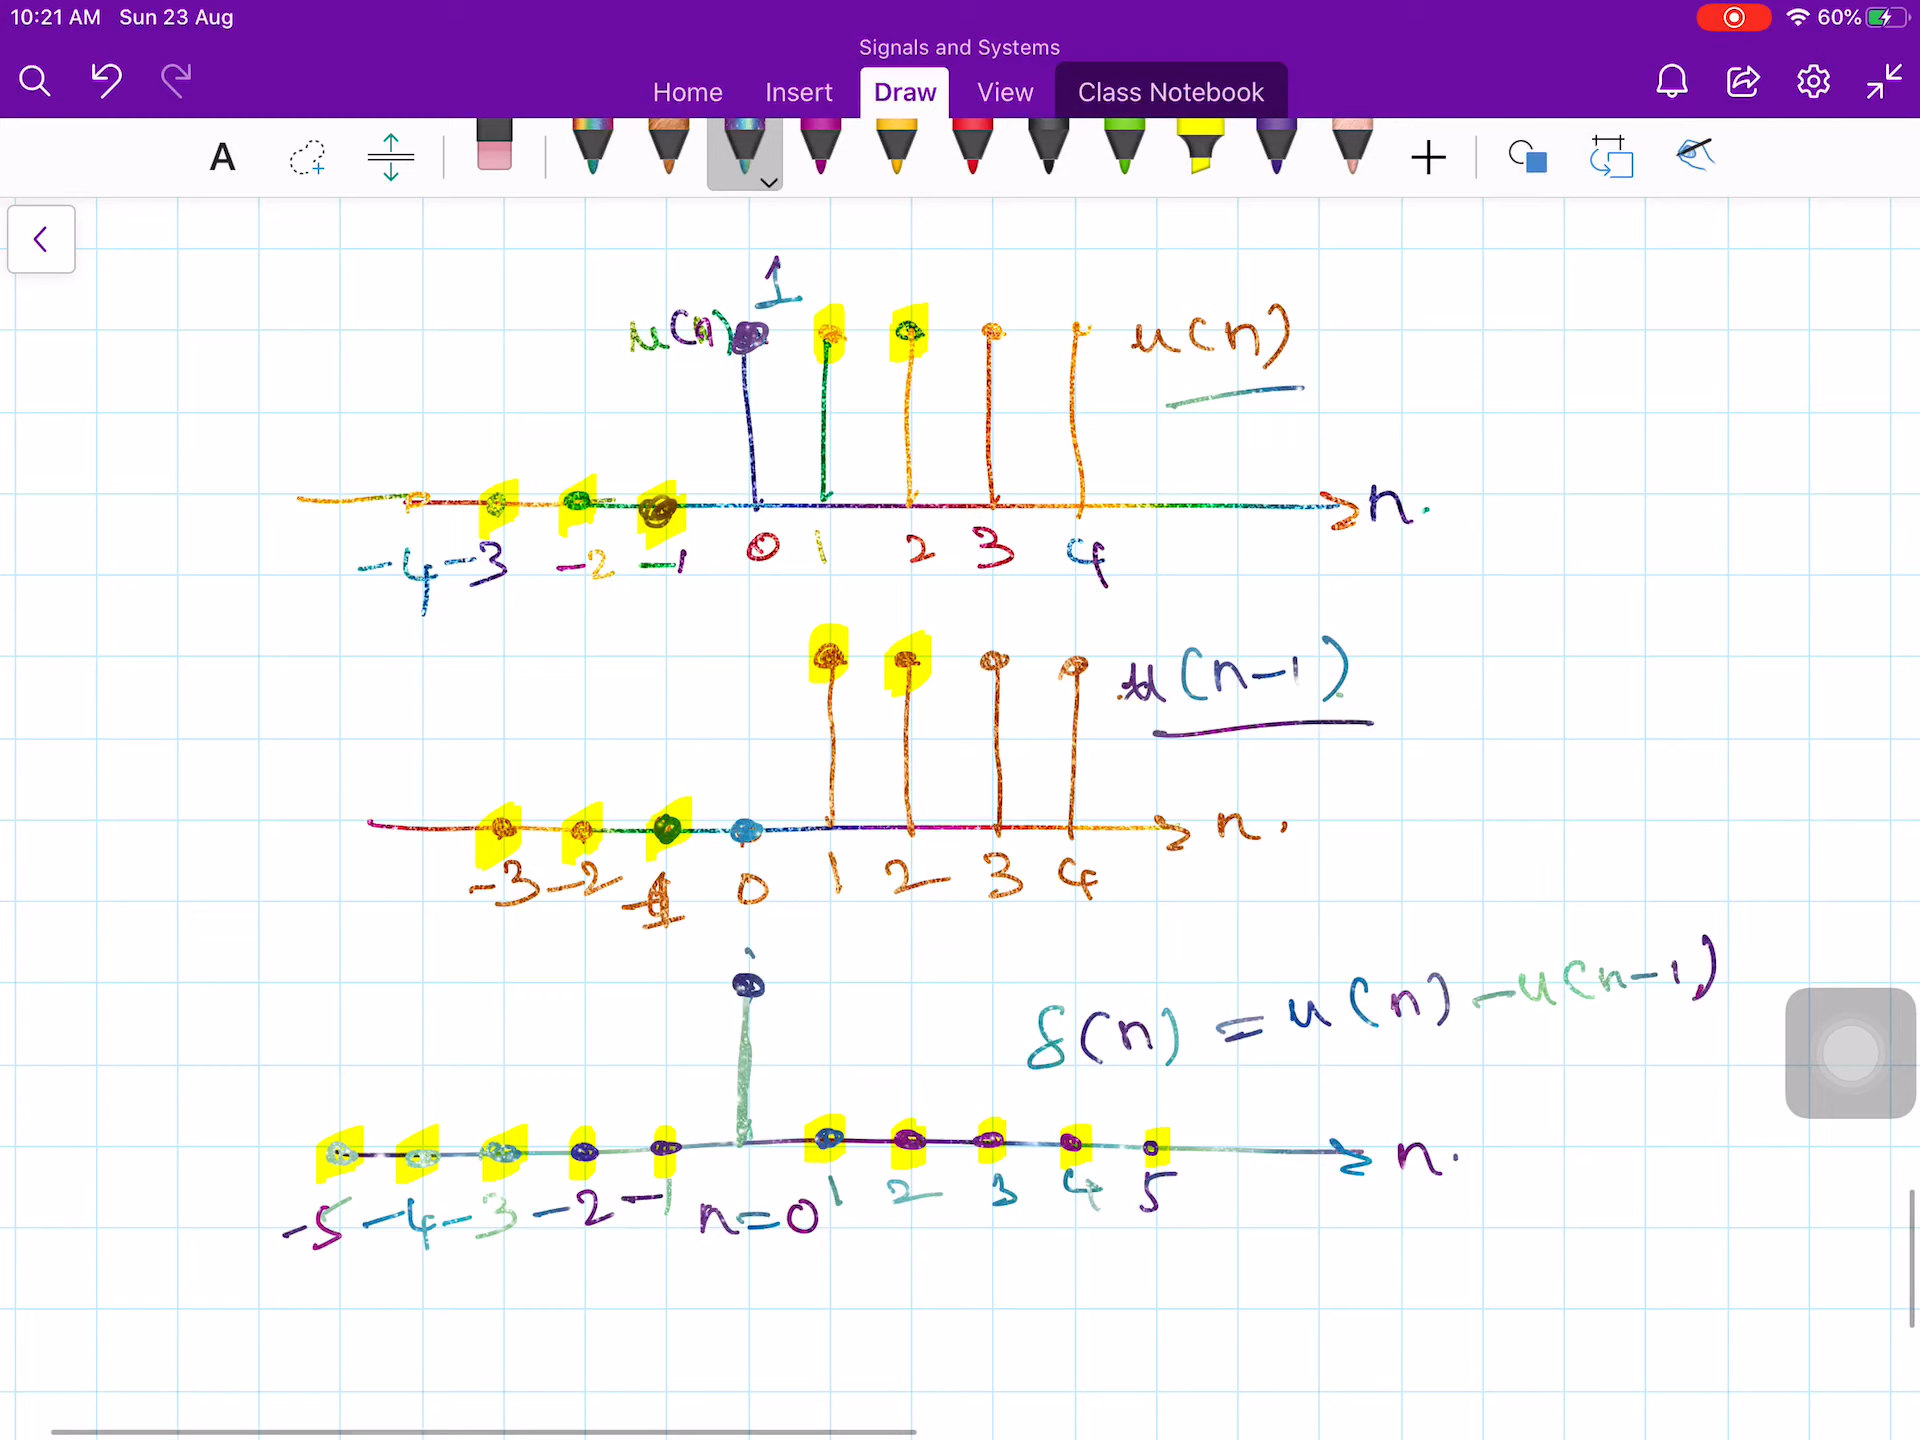 10:21 AM Sun 23 Aug
60%
Signals and Systems
Home Insert Draw View Class Notebook
A
1
u(n)
u(n)
n.
-4 -3 -2 -1 0 1 2 3 4
u(n-1)
n.
-3 -2 -1 0 1 2 3 4
δ(n) = u(n) - u(n-1)
n.
-5 -4 -3 -2 -1 n=0 1 2 3 4 5